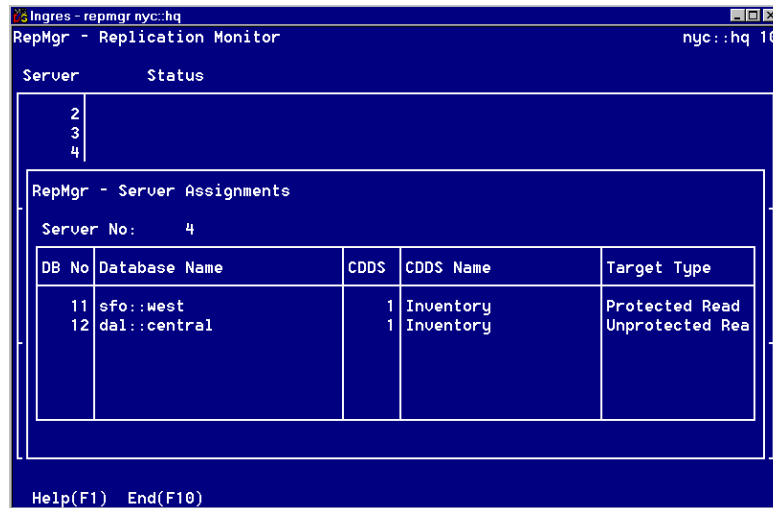 Ingres - repmgr nyc::hq
RepMgr - Replication Monitor nyc::hq 10
Server Status
2
3
4
RepMgr - Server Assignments
Server No: 4
DB No Database Name CDDS CDDS Name Target Type
11 sfo::west 1 Inventory Protected Read
12 dal::central 1 Inventory Unprotected Rea
Help(F1) End(F10)